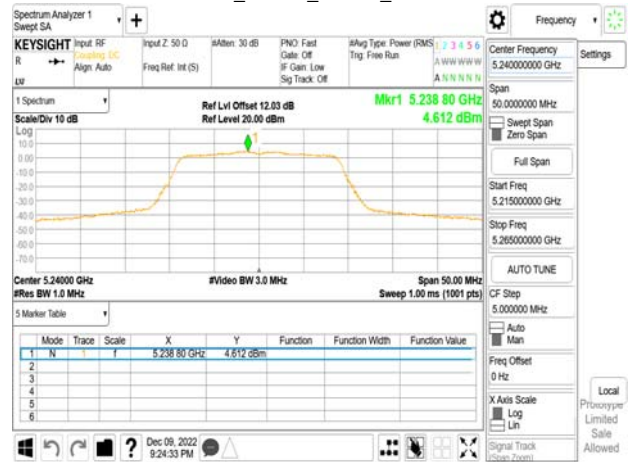 Spectrum Analyzer 1
Swept SA
Frequency
KEYSIGHT
R
LV
Input: RF
Coupling: DC
Align: Auto
Input Z: 50 Ω
Freq Ref: Int (S)
#Atten: 30 dB
PNO: Fast
Gate: Off
IF Gain: Low
Sig Track: Off
#Avg Type: Power (RMS
Trig: Free Run
1 2 3 4 5 6
A WW WW W
A N N N N N
1 Spectrum
Scale/Div 10 dB
Log
Ref Lvl Offset 12.03 dB
Ref Level 20.00 dBm
Mkr1 5.238 80 GHz
4.612 dBm
1
10.0
0.00
-10.0
-20.0
-30.0
-40.0
-50.0
-60.0
-70.0
Center 5.24000 GHz
#Res BW 1.0 MHz
#Video BW 3.0 MHz
Span 50.00 MHz
Sweep 1.00 ms (1001 pts)
5 Marker Table
Mode Trace Scale X Y Function Function Width Function Value
1 N 1 f 5.238 80 GHz 4.612 dBm
2
3
4
5
6
Dec 09, 2022
9:24:33 PM
Center Frequency
5.240000000 GHz
Span
50.0000000 MHz
Swept Span
Zero Span
Full Span
Start Freq
5.215000000 GHz
Stop Freq
5.265000000 GHz
AUTO TUNE
CF Step
5.000000 MHz
Auto
Man
Freq Offset
0 Hz
X Axis Scale
Log
Lin
Signal Track
(Span Zoom)
Settings
Local
Prototype
Limited
Sale
Allowed